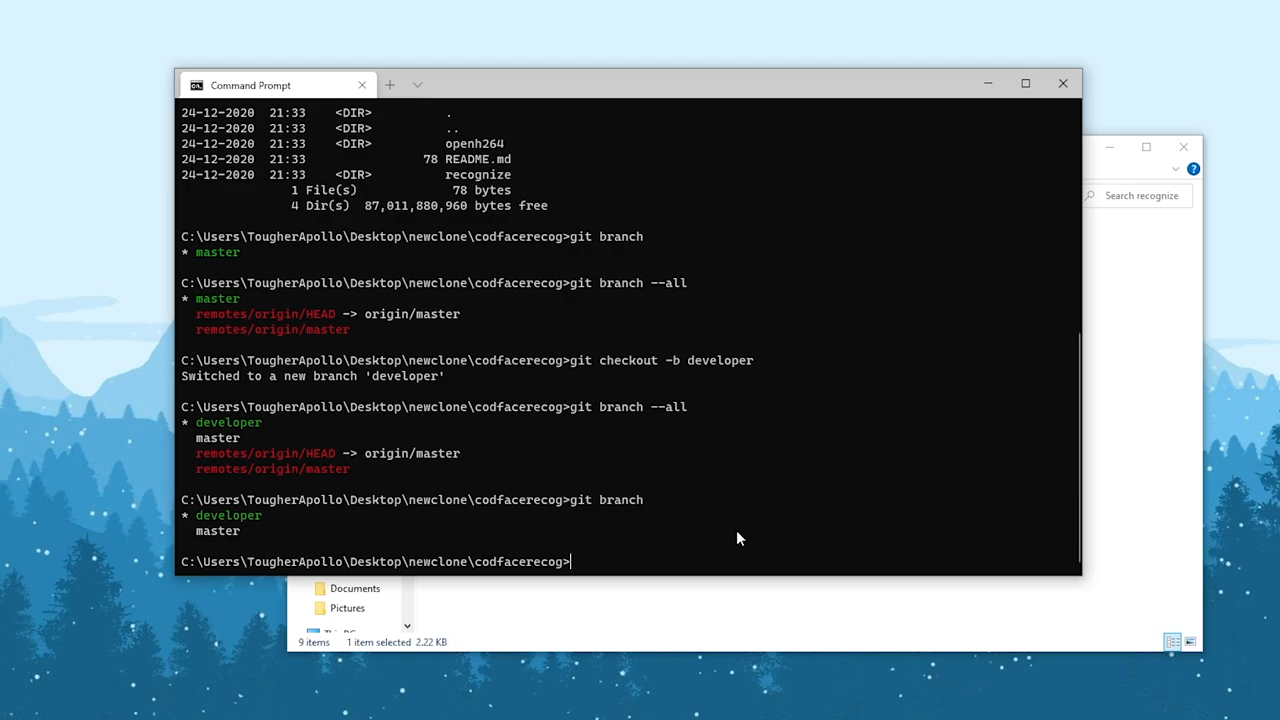 Command Prompt
24-12-2020  21:33    <DIR>          .
24-12-2020  21:33    <DIR>          ..
24-12-2020  21:33    <DIR>          openh264
24-12-2020  21:33                78 README.md
24-12-2020  21:33    <DIR>          recognize
1 File(s)             78 bytes
4 Dir(s)  87,011,880,960 bytes free
C:\Users\TougherApollo\Desktop\newclone\codfacerecog>git branch
* master
C:\Users\TougherApollo\Desktop\newclone\codfacerecog>git branch --all
* master
remotes/origin/HEAD -> origin/master
remotes/origin/master
C:\Users\TougherApollo\Desktop\newclone\codfacerecog>git checkout -b developer
Switched to a new branch 'developer'
C:\Users\TougherApollo\Desktop\newclone\codfacerecog>git branch --all
* developer
master
remotes/origin/HEAD -> origin/master
remotes/origin/master
C:\Users\TougherApollo\Desktop\newclone\codfacerecog>git branch
* developer
master
C:\Users\TougherApollo\Desktop\newclone\codfacerecog>
Search recognize
Documents
Pictures
9 items 1 item selected 2.22 KB